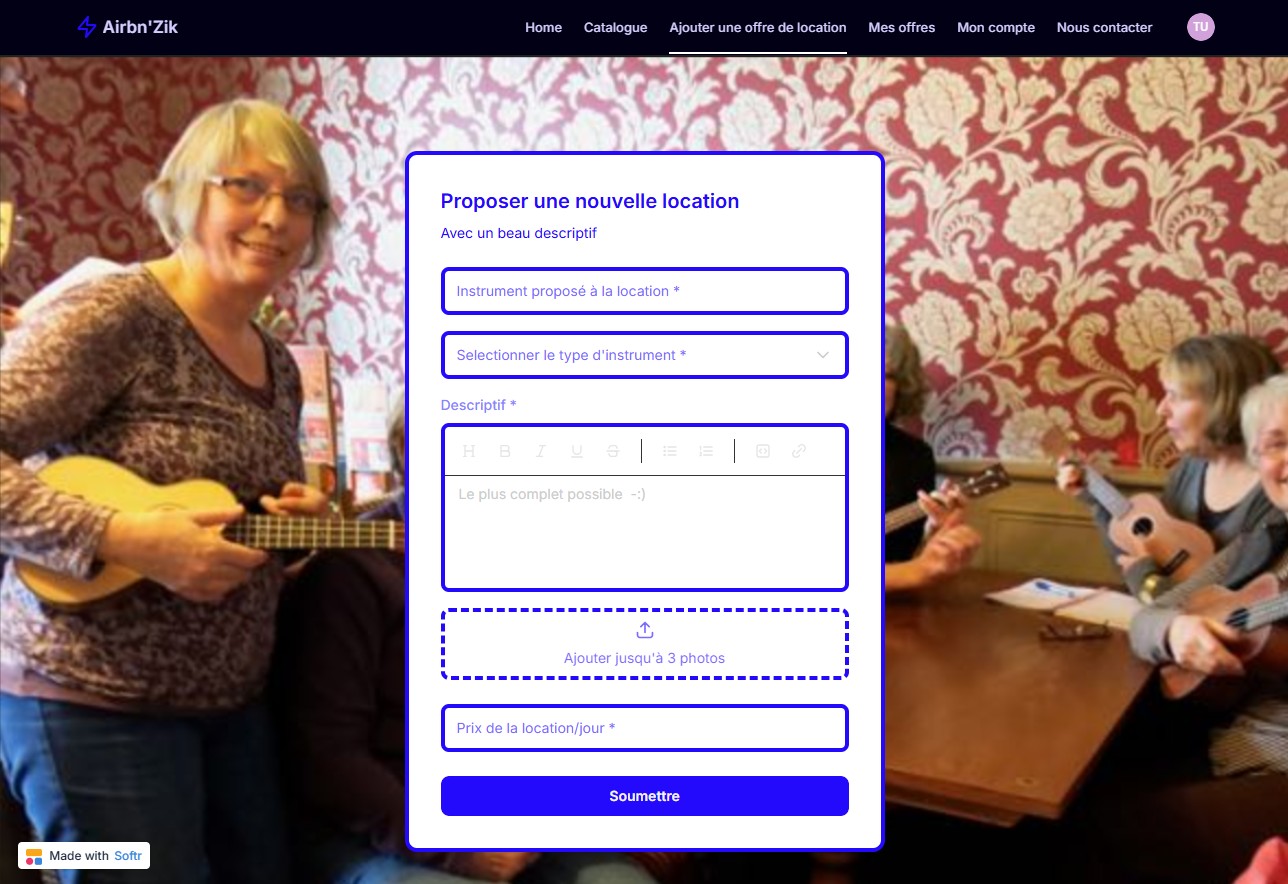 Airbn'Zik
Home
Catalogue
Ajouter une offre de location
Mes offres
Mon compte
Nous contacter
TU
Proposer une nouvelle location
Avec un beau descriptif
Instrument proposé à la location *
Selectionner le type d'instrument *
Descriptif *
H B I U S
Le plus complet possible -:)
Ajouter jusqu'à 3 photos
Prix de la location/jour *
Soumettre
Made with Softr